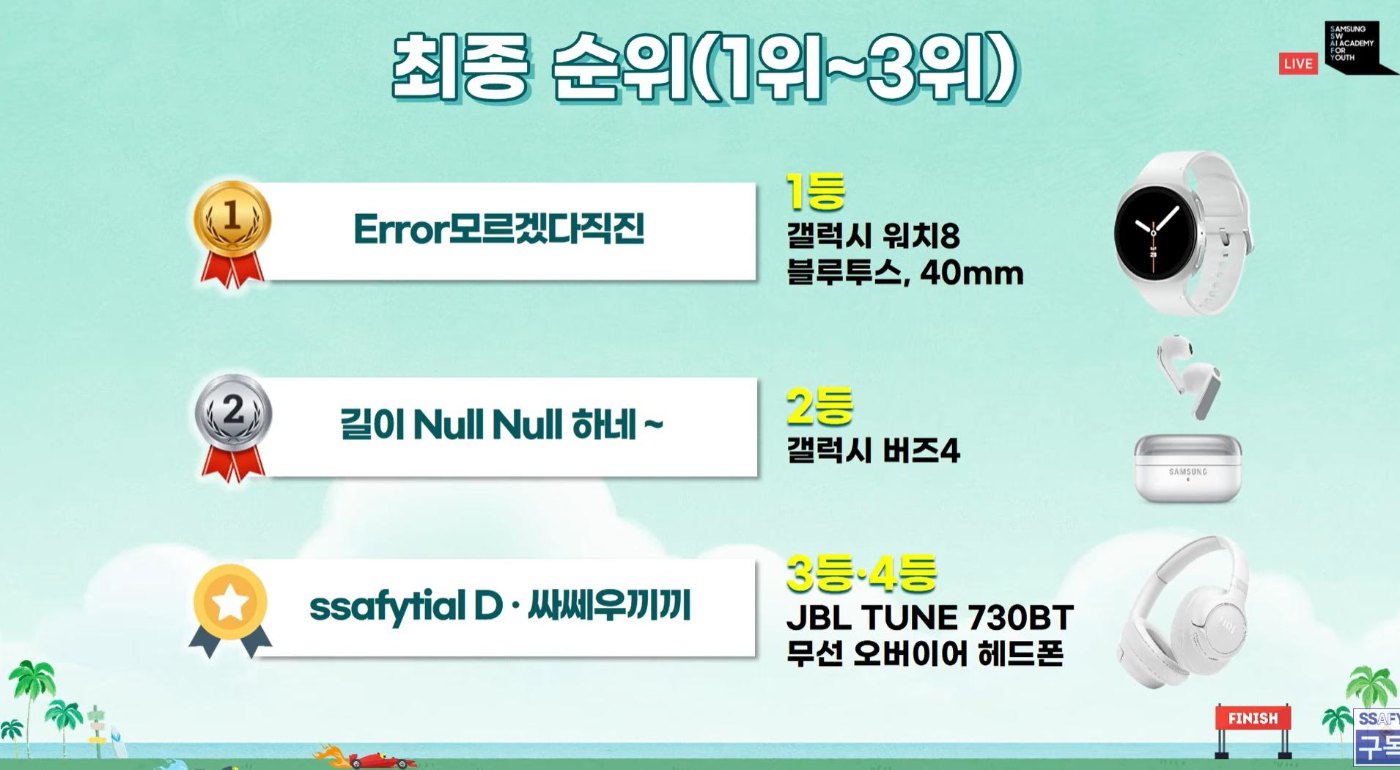 최종 순위(1위~3위)
LIVE
SAMSUNG
SW
AI ACADEMY
FOR
YOUTH
1
Error모르겠다직진
1등
갤럭시 워치8
블루투스, 40mm
2
길이 Null Null 하네 ~
2등
갤럭시 버즈4
SAMSUNG
ssafytial D · 싸쎄우끼끼
3등·4등
JBL TUNE 730BT
무선 오버이어 헤드폰
JBL
FINISH
SSAFY
구독